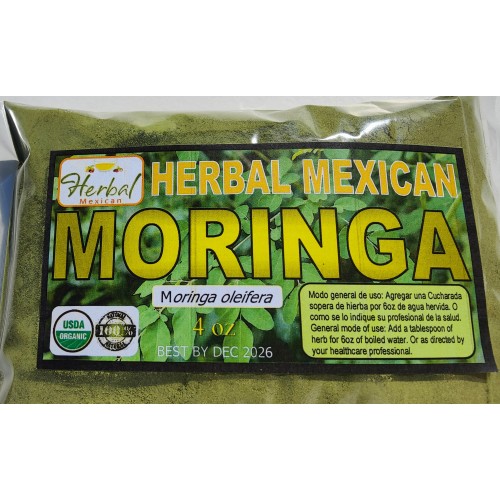 Herbal
Mexican
HERBAL MEXICAN
MORINGA
Moringa oleifera
4 oz
BEST BY DEC 2026
USDA
ORGANIC
100%
Modo general de uso: Agregar una Cucharada
sopera de hierba por 6oz de agua hervida. O
como se lo indique su profesional de la salud.
General mode of use: Add a tablespoon of
herb for 6oz of boiled water. Or as directed by
your healthcare professional.